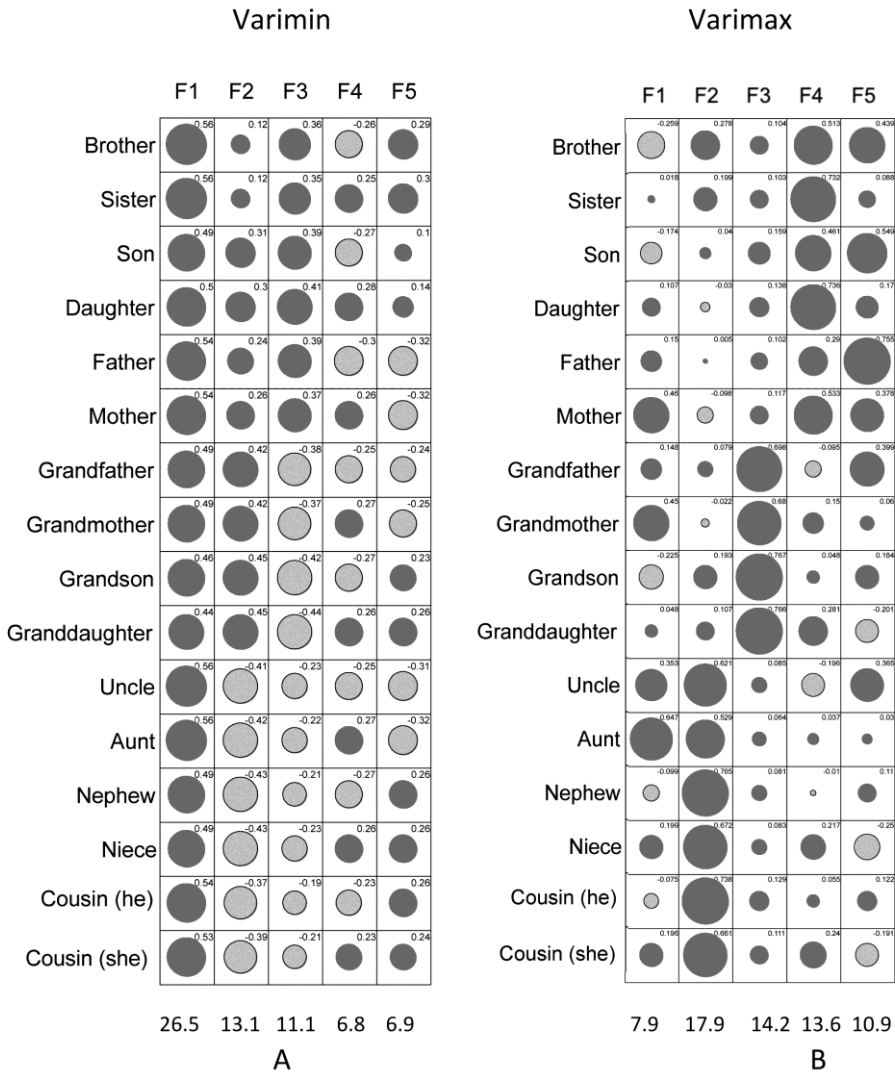 Varimin Varimax
F1 F2 F3 F4 F5 F1 F2 F3 F4 F5
Brother 0.56 0.12 0.36 -0.26 0.29 Brother -0.259 0.278 0.104 0.513 0.439
Sister 0.56 0.12 0.35 0.25 0.3 Sister 0.018 0.199 0.103 0.732 0.088
Son 0.49 0.31 0.39 -0.27 0.1 Son -0.174 0.04 0.159 0.461 0.549
Daughter 0.5 0.3 0.41 0.28 0.14 Daughter 0.107 -0.03 0.138 0.736 0.17
Father 0.54 0.24 0.39 -0.3 -0.32 Father 0.15 0.005 0.102 0.29 0.755
Mother 0.54 0.26 0.37 0.26 -0.32 Mother 0.46 -0.098 0.117 0.533 0.378
Grandfather 0.49 0.42 -0.38 -0.25 -0.24 Grandfather 0.148 0.079 0.698 -0.095 0.399
Grandmother 0.49 0.42 -0.37 0.27 -0.25 Grandmother 0.45 -0.022 0.68 0.15 0.06
Grandson 0.46 0.45 -0.42 -0.27 0.23 Grandson -0.225 0.193 0.767 0.048 0.184
Granddaughter 0.44 0.45 -0.44 0.26 0.26 Granddaughter 0.048 0.107 0.766 0.281 -0.201
Uncle 0.56 -0.41 -0.23 -0.25 -0.31 Uncle 0.353 0.621 0.085 -0.196 0.365
Aunt 0.56 -0.42 -0.22 0.27 -0.32 Aunt 0.647 0.529 0.064 0.037 0.03
Nephew 0.49 -0.43 -0.21 -0.27 0.26 Nephew -0.099 0.765 0.081 -0.01 0.11
Niece 0.49 -0.43 -0.23 0.26 0.26 Niece 0.199 0.672 0.083 0.217 -0.25
Cousin (he) 0.54 -0.37 -0.19 -0.23 0.26 Cousin (he) -0.075 0.738 0.129 0.055 0.122
Cousin (she) 0.53 -0.39 -0.21 0.23 0.24 Cousin (she) 0.196 0.661 0.111 0.24 -0.191
26.5 13.1 11.1 6.8 6.9 7.9 17.9 14.2 13.6 10.9
A B